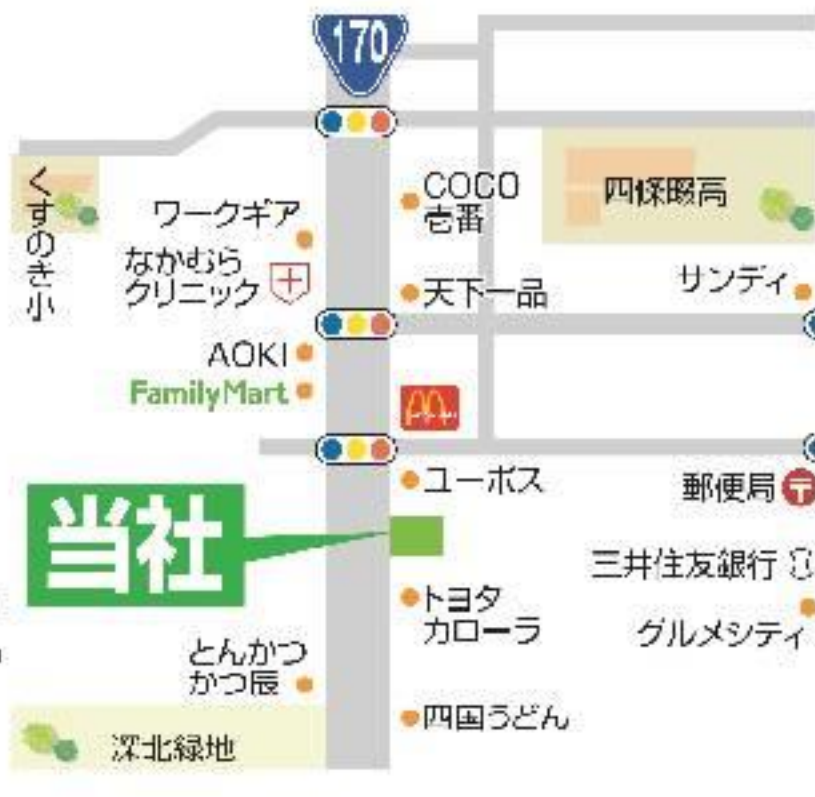 170
くすのき小
ワークギア
なかむら
クリニック
AOKI
FamilyMart
COCO
壱番
天下一品
四條畷高
サンディ
ユーポス
当社
郵便局
三井住友銀行
トヨタ
カローラ
グルメシティ
とんかつ
かつ辰
四国うどん
深北緑地